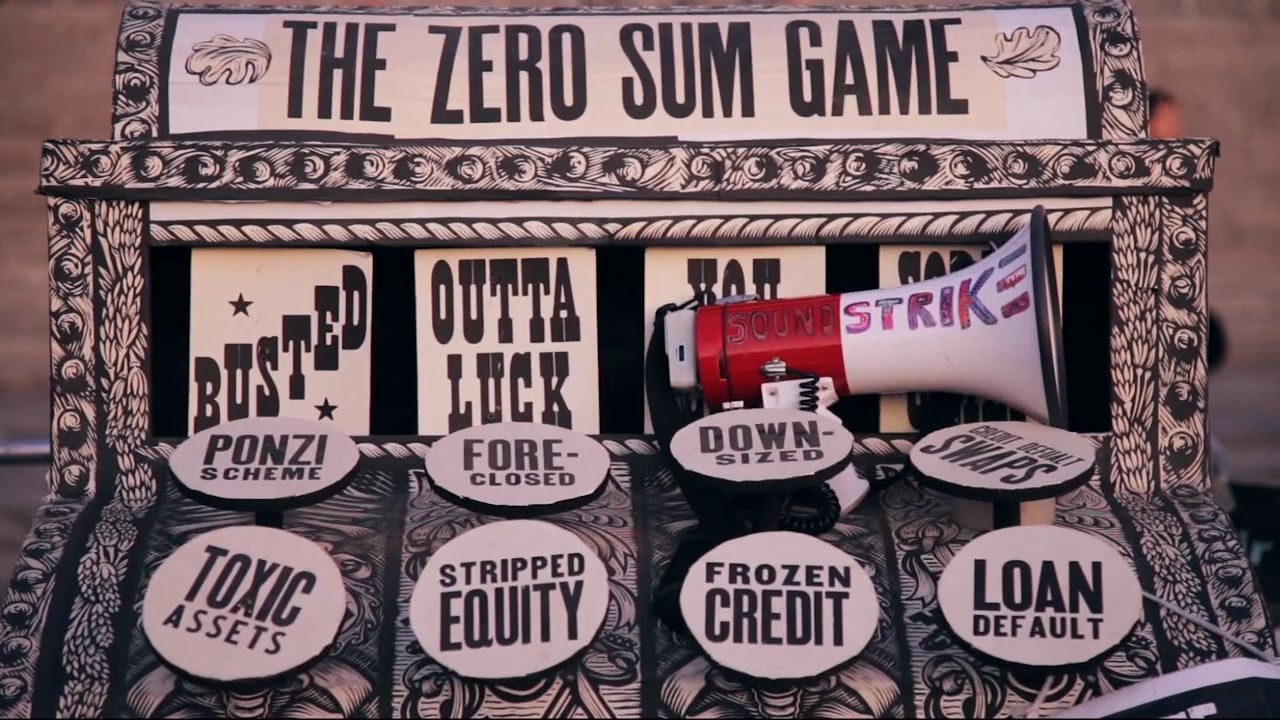 THE ZERO SUM GAME
BUSTED
OUTTA
LUCK
YOU
SOUND STRIKE
PONZI
SCHEME
FORE-
CLOSED
DOWN-
SIZED
CREDIT DEFAULT
SWAPS
TOXIC
ASSETS
STRIPPED
EQUITY
FROZEN
CREDIT
LOAN
DEFAULT